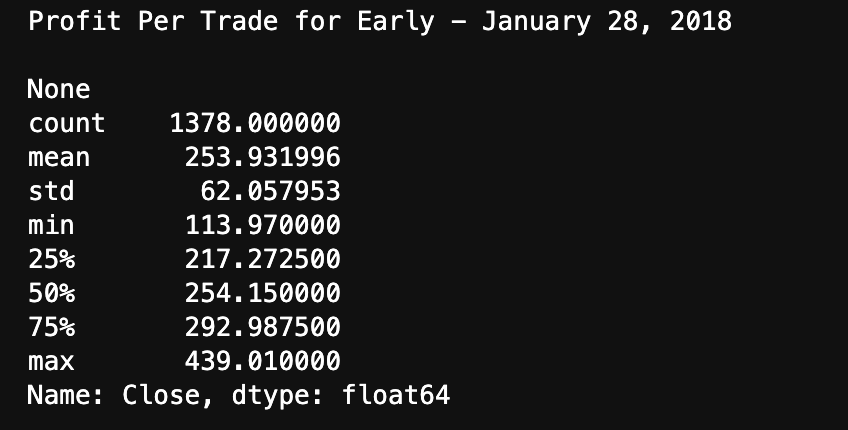 Profit Per Trade for Early – January 28, 2018
None
count    1378.000000
mean      253.931996
std        62.057953
min       113.970000
25%       217.272500
50%       254.150000
75%       292.987500
max       439.010000
Name: Close, dtype: float64